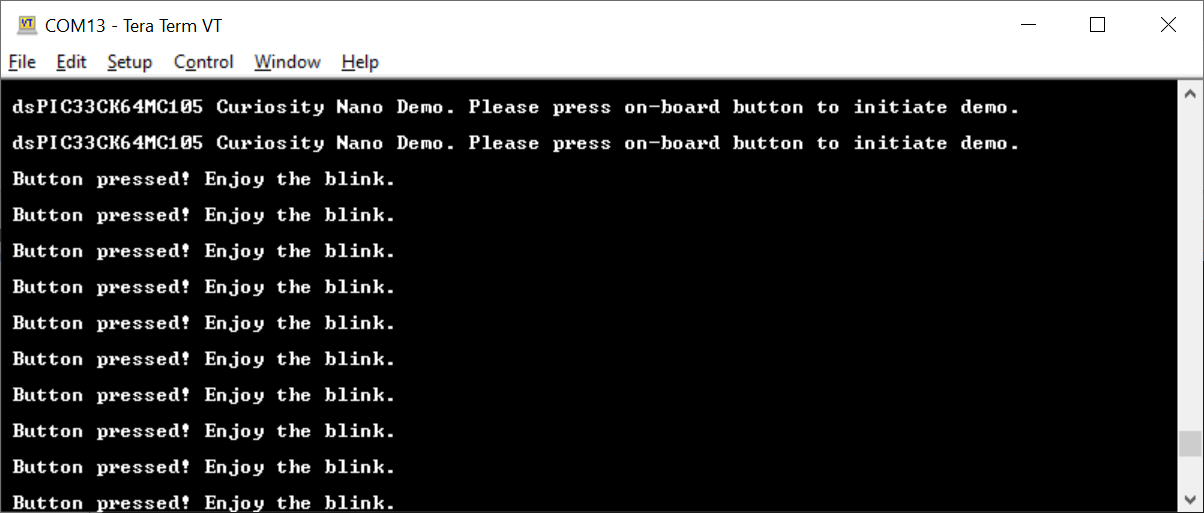 COM13 - Tera Term VT
File Edit Setup Control Window Help
dsPIC33CK64MC105 Curiosity Nano Demo. Please press on-board button to initiate demo.
dsPIC33CK64MC105 Curiosity Nano Demo. Please press on-board button to initiate demo.
Button pressed! Enjoy the blink.
Button pressed! Enjoy the blink.
Button pressed! Enjoy the blink.
Button pressed! Enjoy the blink.
Button pressed! Enjoy the blink.
Button pressed! Enjoy the blink.
Button pressed! Enjoy the blink.
Button pressed! Enjoy the blink.
Button pressed! Enjoy the blink.
Button pressed! Enjoy the blink.